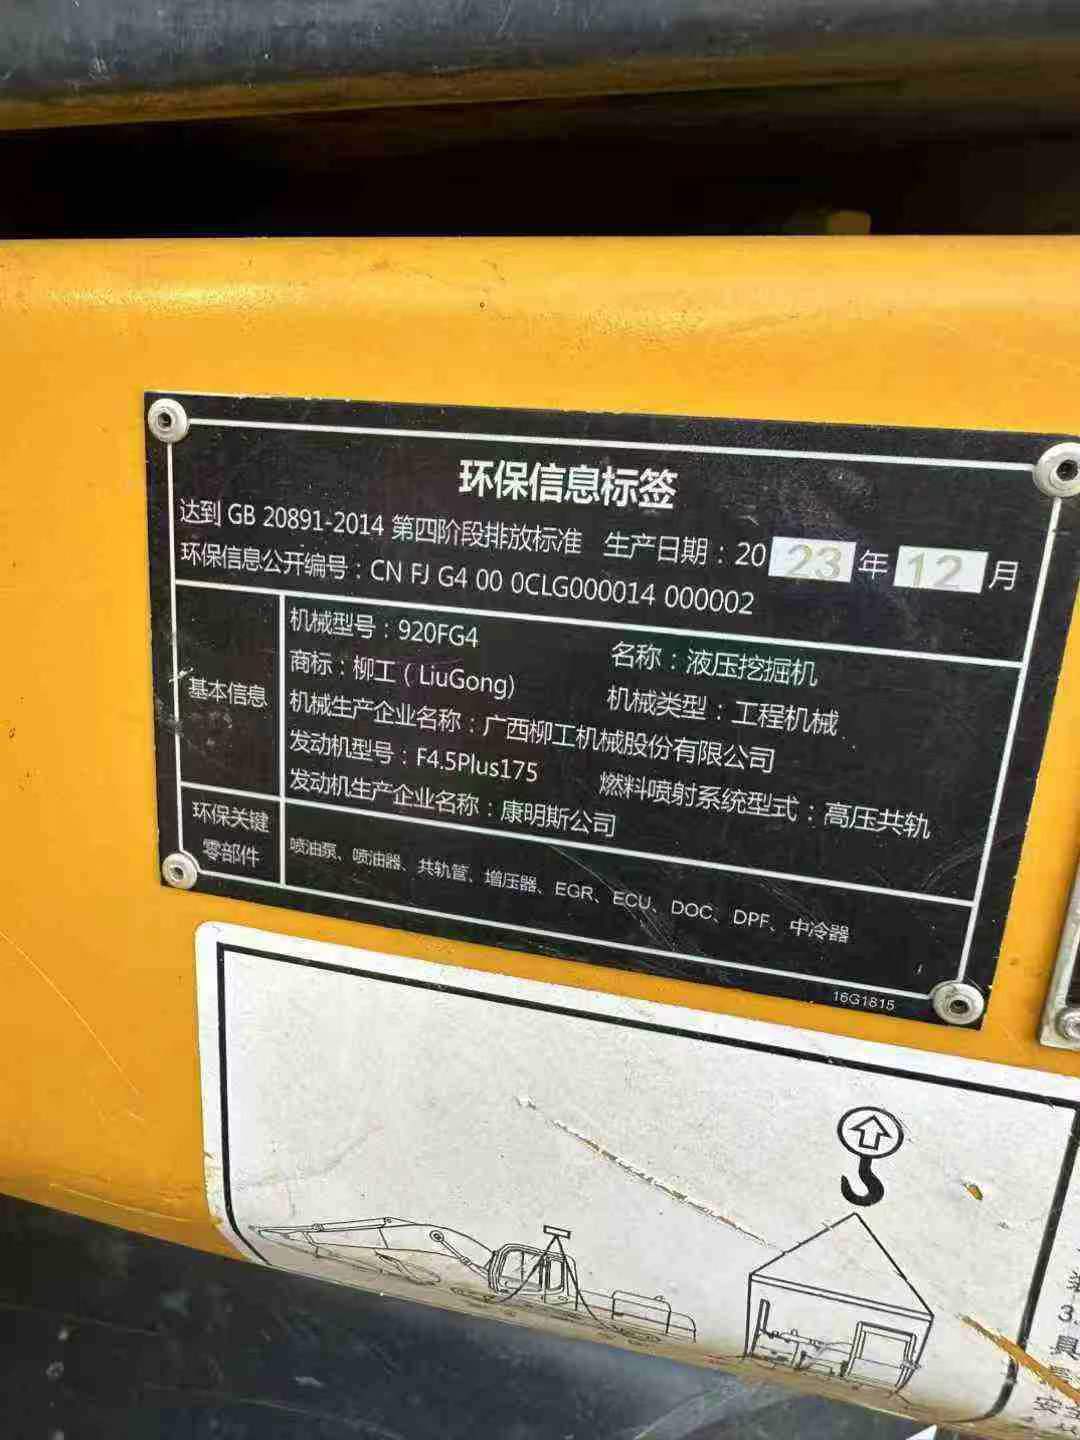 环保信息标签
达到 GB 20891-2014 第四阶段排放标准 生产日期：2023年12月
环保信息公开编号：CN FJ G4 00 0CLG000014 000002
基本信息
机械型号：920FG4 名称：液压挖掘机
商标：柳工（LiuGong) 机械类型：工程机械
机械生产企业名称：广西柳工机械股份有限公司
发动机型号：F4.5Plus175 燃料喷射系统型式：高压共轨
发动机生产企业名称：康明斯公司
环保关键
零部件
喷油泵、喷油器、共轨管、增压器、EGR、ECU、DOC、DPF、中冷器
16G1815
3.
具
安